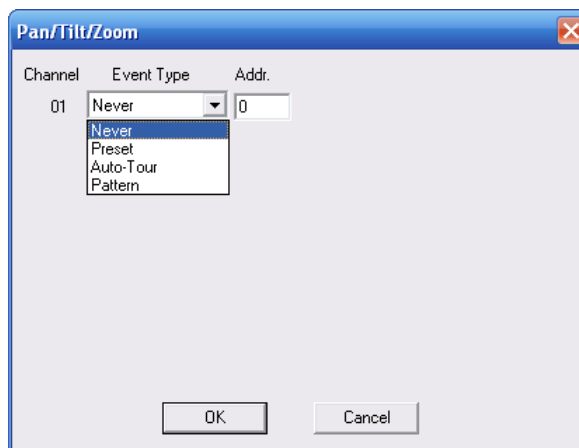 Pan/Tilt/Zoom
Channel Event Type Addr.
01 Never 0
Never
Preset
Auto-Tour
Pattern
OK Cancel